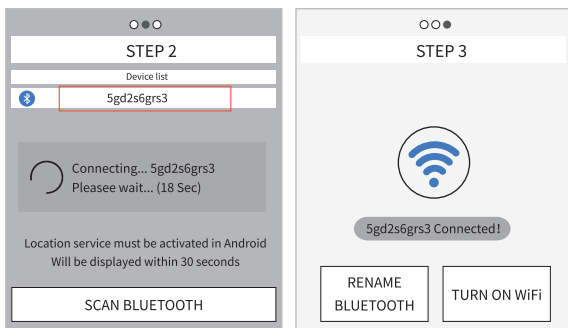 STEP 2
Device list
5gd2s6grs3
Connecting... 5gd2s6grs3
Pleasee wait... (18 Sec)
Location service must be activated in Android
Will be displayed within 30 seconds
SCAN BLUETOOTH
STEP 3
5gd2s6grs3 Connected!
RENAME
BLUETOOTH
TURN ON WiFi